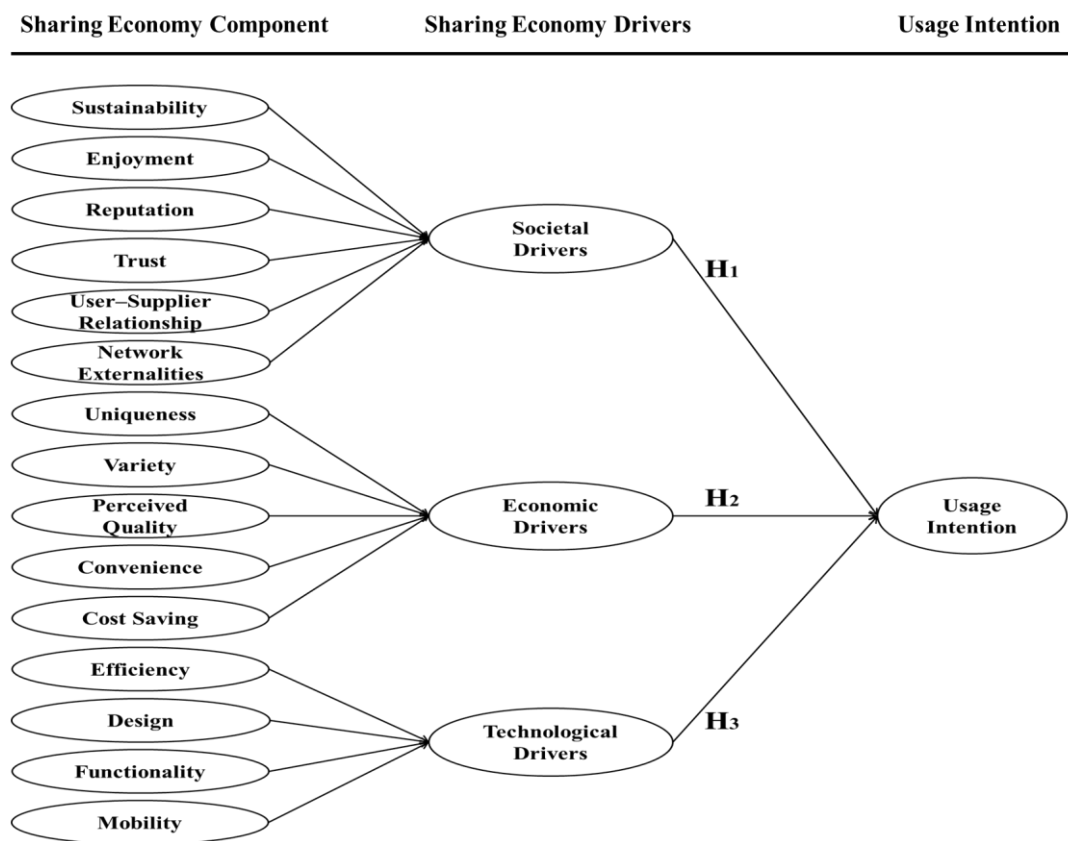 Sharing Economy Component
Sharing Economy Drivers
Usage Intention
Sustainability
Enjoyment
Reputation
Trust
User–Supplier
Relationship
Network
Externalities
Uniqueness
Variety
Perceived
Quality
Convenience
Cost Saving
Efficiency
Design
Functionality
Mobility
Societal
Drivers
Economic
Drivers
Technological
Drivers
H1
H2
H3
Usage
Intention